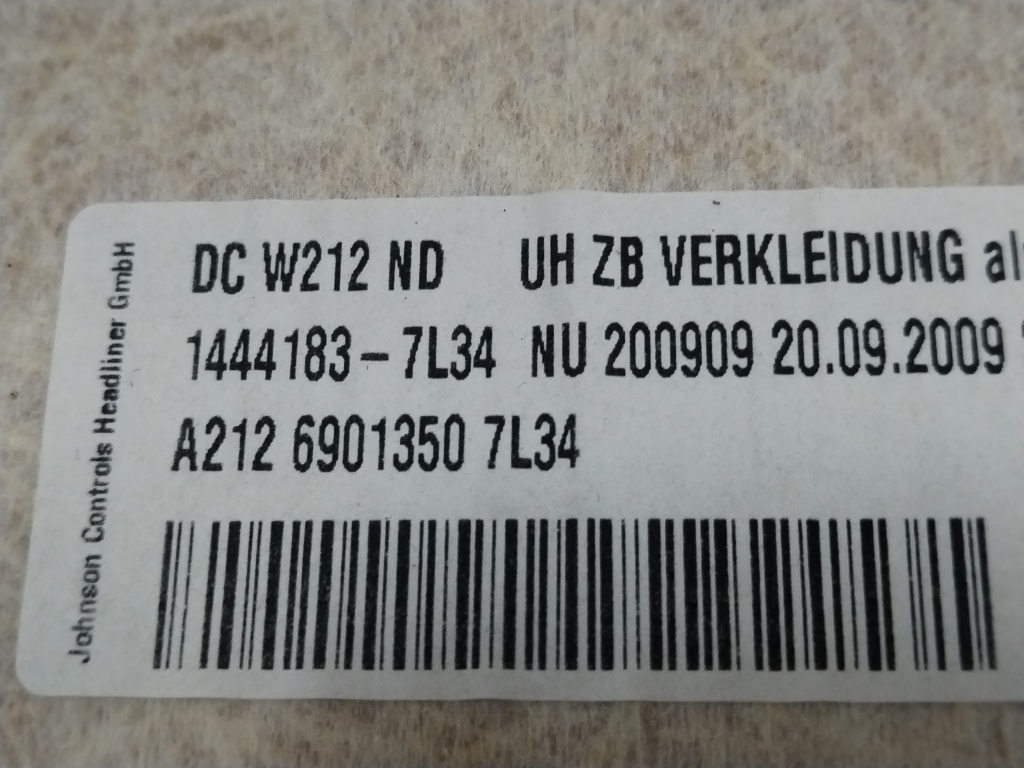 Johnson Controls Headliner GmbH
DC W212 ND UH ZB VERKLEIDUNG
1444183-7L34 NU 200909 20.09.2009
A212 6901350 7L34